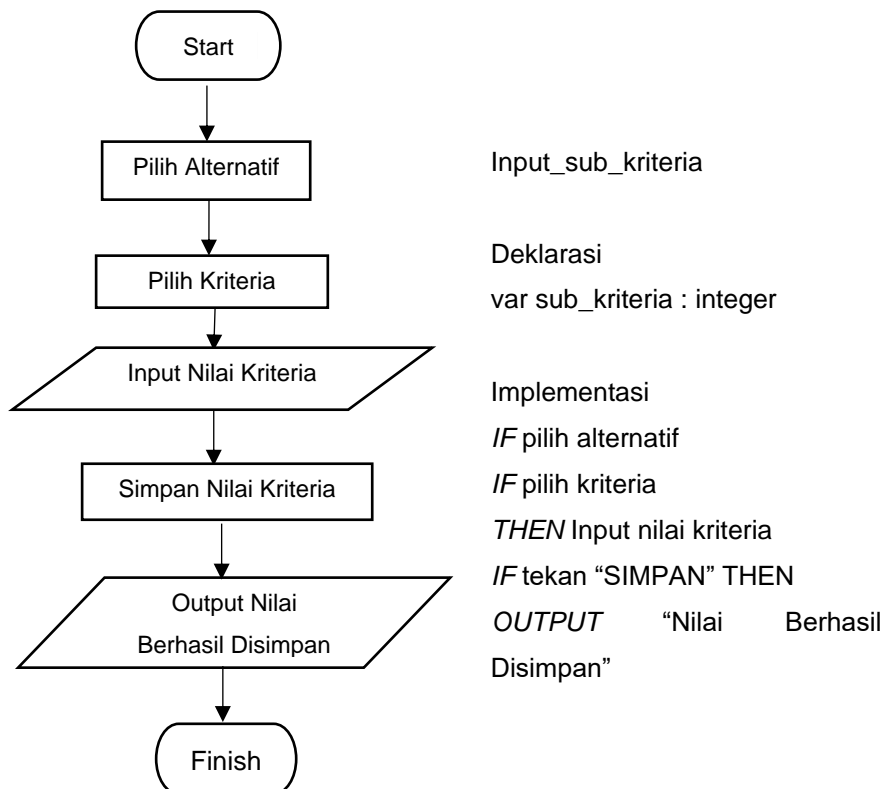 Start
Pilih Alternatif
Pilih Kriteria
Input Nilai Kriteria
Simpan Nilai Kriteria
Output Nilai
Berhasil Disimpan
Finish
Input_sub_kriteria
Deklarasi
var sub_kriteria : integer
Implementasi
IF pilih alternatif
IF pilih kriteria
THEN Input nilai kriteria
IF tekan “SIMPAN” THEN
OUTPUT “Nilai Berhasil
Disimpan”